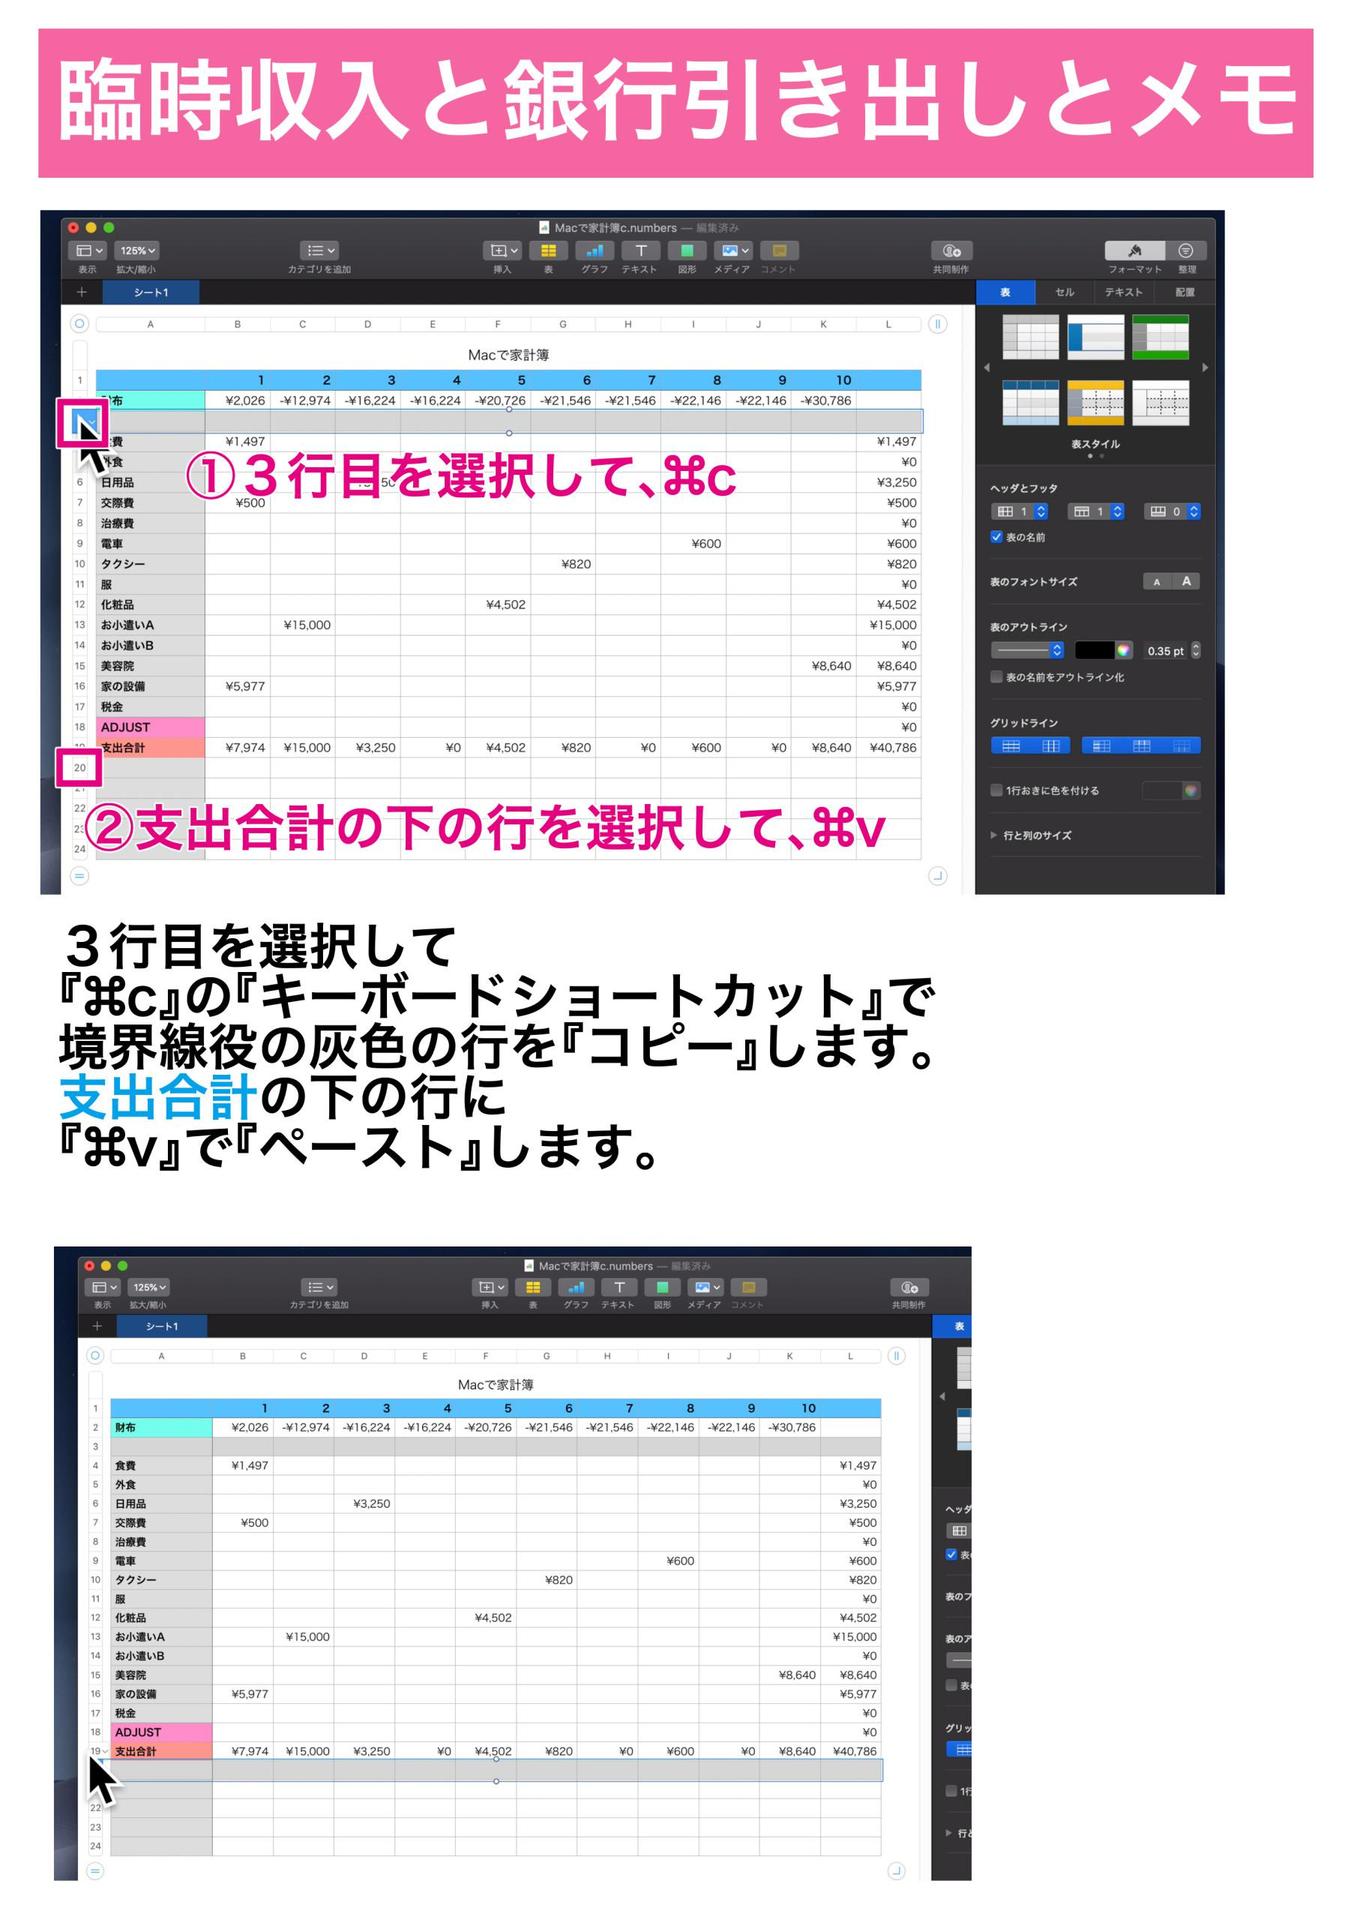 臨時収入と銀行引き出しとメモ
Macで家計簿c.numbers — 編集済み
125%
表示 拡大/縮小 カテゴリを追加 挿入 表 グラフ テキスト 図形 メディア コメント 共同制作 フォーマット 整理
+ シート1 表 セル テキスト 配置
A B C D E F G H I J K L
Macで家計簿
1 1 2 3 4 5 6 7 8 9 10
布 ¥2,026 -¥12,974 -¥16,224 -¥16,224 -¥20,726 -¥21,546 -¥21,546 -¥22,146 -¥22,146 -¥30,786
費 ¥1,497 ¥1,497
外食 ¥0
①３行目を選択して、⌘c
6 日用品 ¥3,250
7 交際費 ¥500 ¥500
8 治療費 ¥0
9 電車 ¥600 ¥600
10 タクシー ¥820 ¥820
11 服 ¥0
12 化粧品 ¥4,502 ¥4,502
13 お小遣いA ¥15,000 ¥15,000
14 お小遣いB ¥0
15 美容院 ¥8,640 ¥8,640
16 家の設備 ¥5,977 ¥5,977
17 税金 ¥0
18 ADJUST ¥0
19 支出合計 ¥7,974 ¥15,000 ¥3,250 ¥0 ¥4,502 ¥820 ¥0 ¥600 ¥0 ¥8,640 ¥40,786
20
22
②支出合計の下の行を選択して、⌘v
24
表スタイル
ヘッダとフッタ
1 1 0
表の名前
表のフォントサイズ A A
表のアウトライン
0.35 pt
表の名前をアウトライン化
グリッドライン
1行おきに色を付ける
行と列のサイズ
３行目を選択して
『⌘c』の『キーボードショートカット』で
境界線役の灰色の行を『コピー』します。
支出合計の下の行に
『⌘v』で『ペースト』します。
Macで家計簿c.numbers — 編集済み
125%
表示 拡大/縮小 カテゴリを追加 挿入 表 グラフ テキスト 図形 メディア コメント 共同制作
+ シート1 表
A B C D E F G H I J K L
Macで家計簿
1 1 2 3 4 5 6 7 8 9 10
2 財布 ¥2,026 -¥12,974 -¥16,224 -¥16,224 -¥20,726 -¥21,546 -¥21,546 -¥22,146 -¥22,146 -¥30,786
3
4 食費 ¥1,497 ¥1,497
5 外食 ¥0
6 日用品 ¥3,250 ¥3,250
7 交際費 ¥500 ¥500
8 治療費 ¥0
9 電車 ¥600 ¥600
10 タクシー ¥820 ¥820
11 服 ¥0
12 化粧品 ¥4,502 ¥4,502
13 お小遣いA ¥15,000 ¥15,000
14 お小遣いB ¥0
15 美容院 ¥8,640 ¥8,640
16 家の設備 ¥5,977 ¥5,977
17 税金 ¥0
18 ADJUST ¥0
19 支出合計 ¥7,974 ¥15,000 ¥3,250 ¥0 ¥4,502 ¥820 ¥0 ¥600 ¥0 ¥8,640 ¥40,786
22
23
24
ヘッダ
表の
表のフ
表のア
表の
グリッ
1行
行と